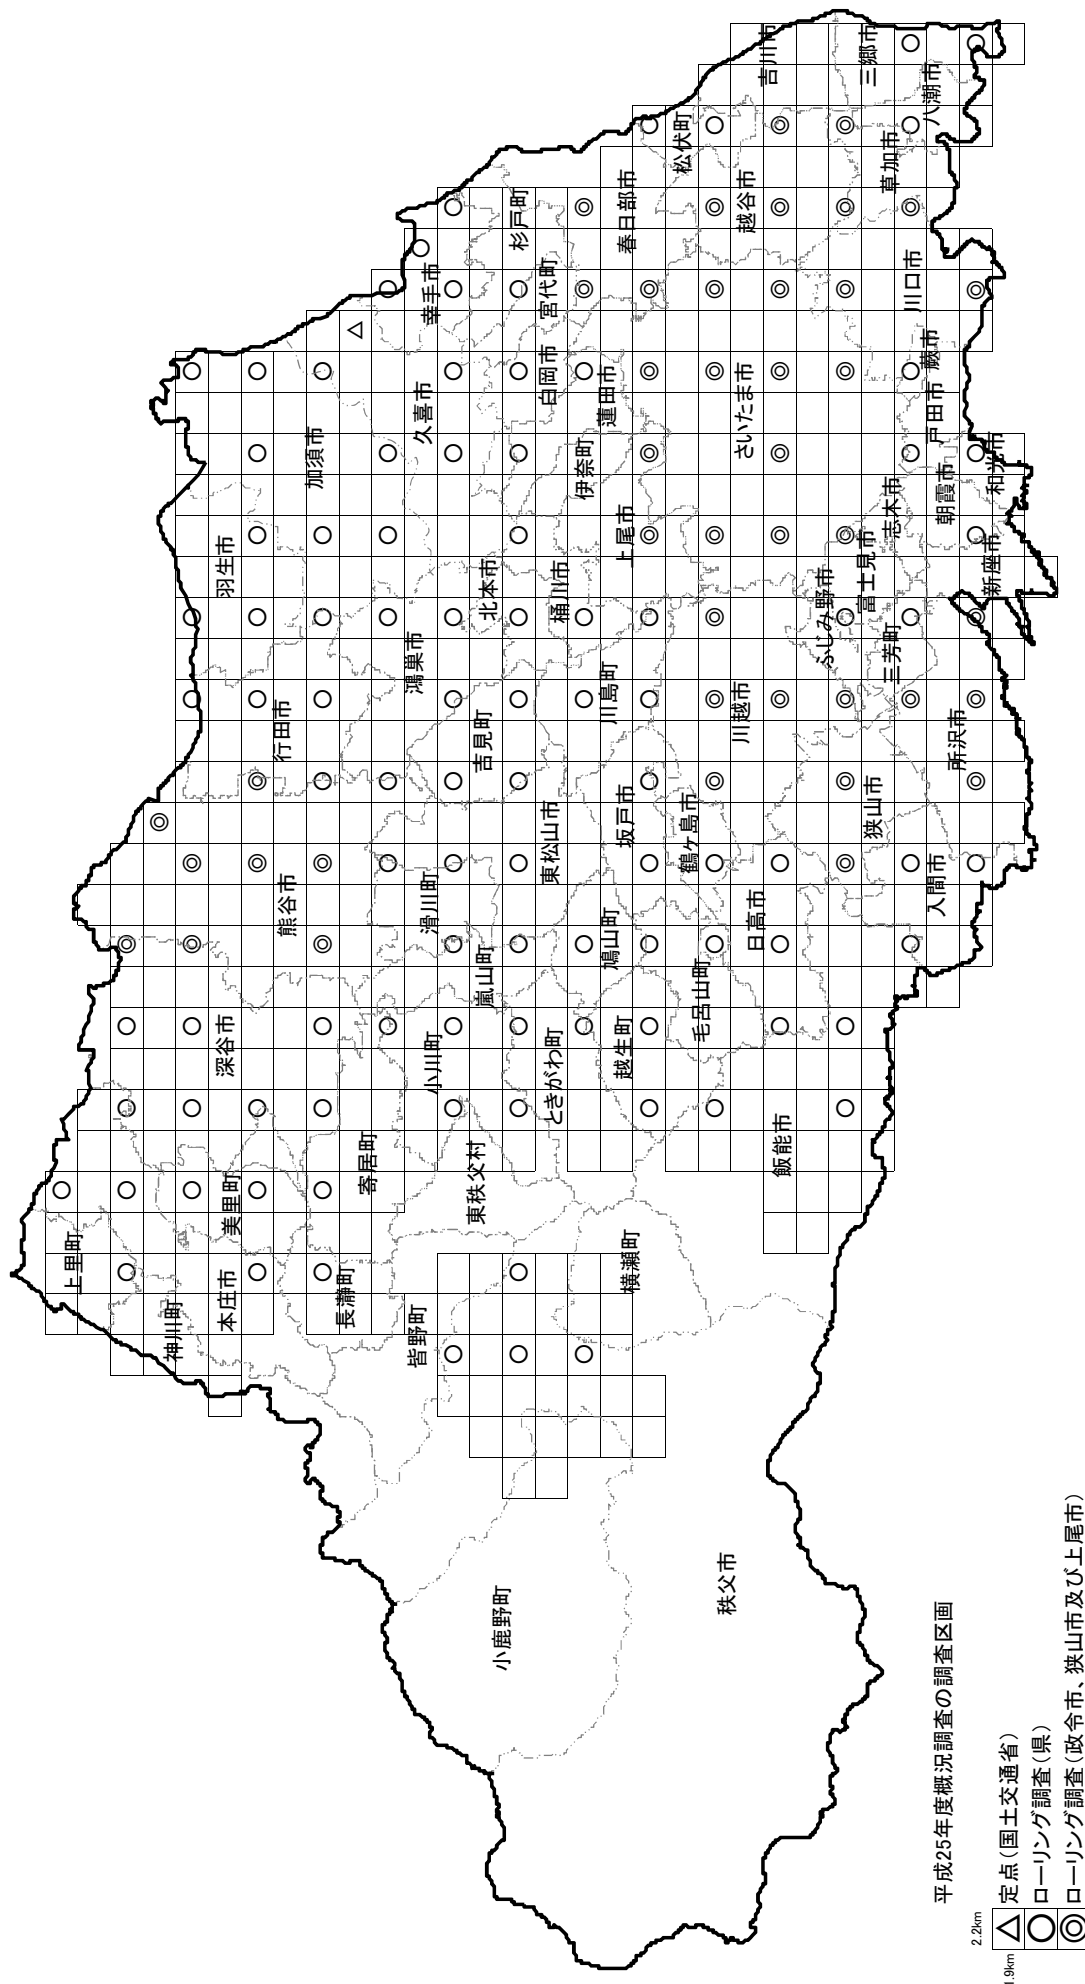 上里町
神川町
本庄市
美里町
深谷市
長瀞町
寄居町
皆野町
熊谷市
行田市
羽生市
加須市
小川町
滑川町
鴻巣市
久喜市
幸手市
東秩父村
嵐山町
吉見町
北本市
杉戸町
小鹿野町
ときがわ町
東松山市
桶川市
白岡市
宮代町
伊奈町
横瀬町
越生町
鳩山町
坂戸市
川島町
上尾市
蓮田市
春日部市
毛呂山町
鶴ヶ島市
松伏町
秩父市
飯能市
日高市
川越市
さいたま市
越谷市
吉川市
狭山市
ふじみ野市
富士見市
三芳町
志木市
草加市
三郷市
入間市
所沢市
新座市
朝霞市
和光市
戸田市
蕨市
川口市
八潮市
平成25年度概況調査の調査区画
2.2km
1.9km
△ 定点(国土交通省)
○ ローリング調査(県)
◎ ローリング調査(政令市、狭山市及び上尾市)